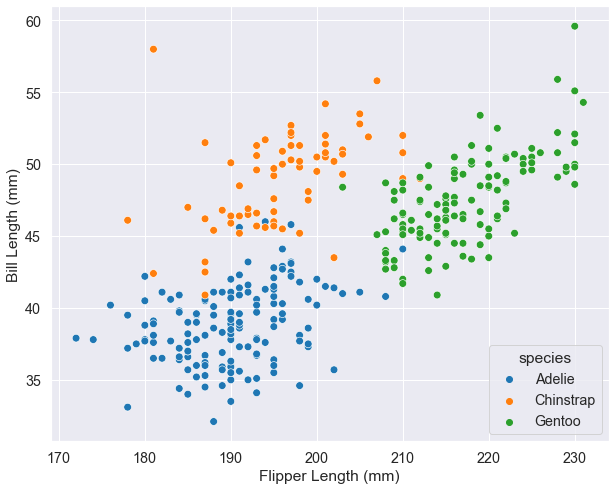 60
55
50
45
40
35
Bill Length (mm)
170 180 190 200 210 220 230
Flipper Length (mm)
species
Adelie
Chinstrap
Gentoo